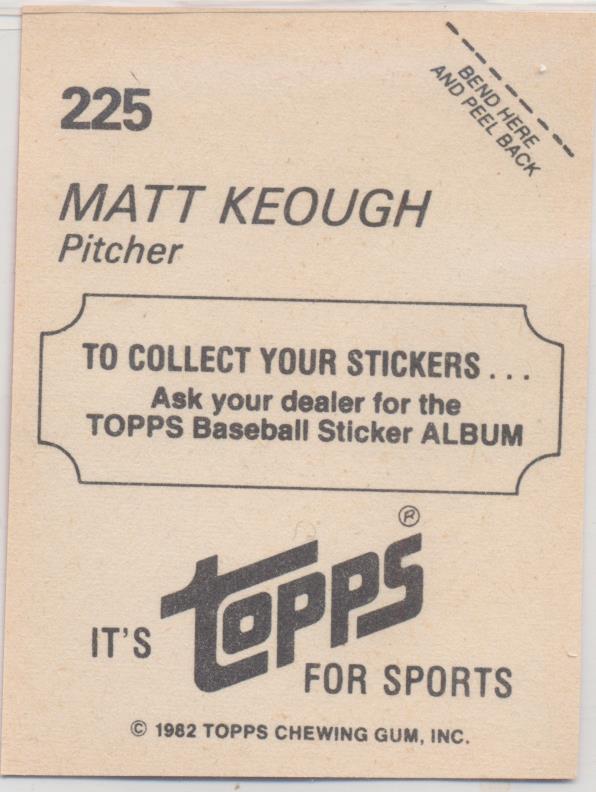 225
BEND HERE
AND PEEL BACK
MATT KEOUGH
Pitcher
TO COLLECT YOUR STICKERS...
Ask your dealer for the
TOPPS Baseball Sticker ALBUM
IT'S topps®
FOR SPORTS
© 1982 TOPPS CHEWING GUM, INC.